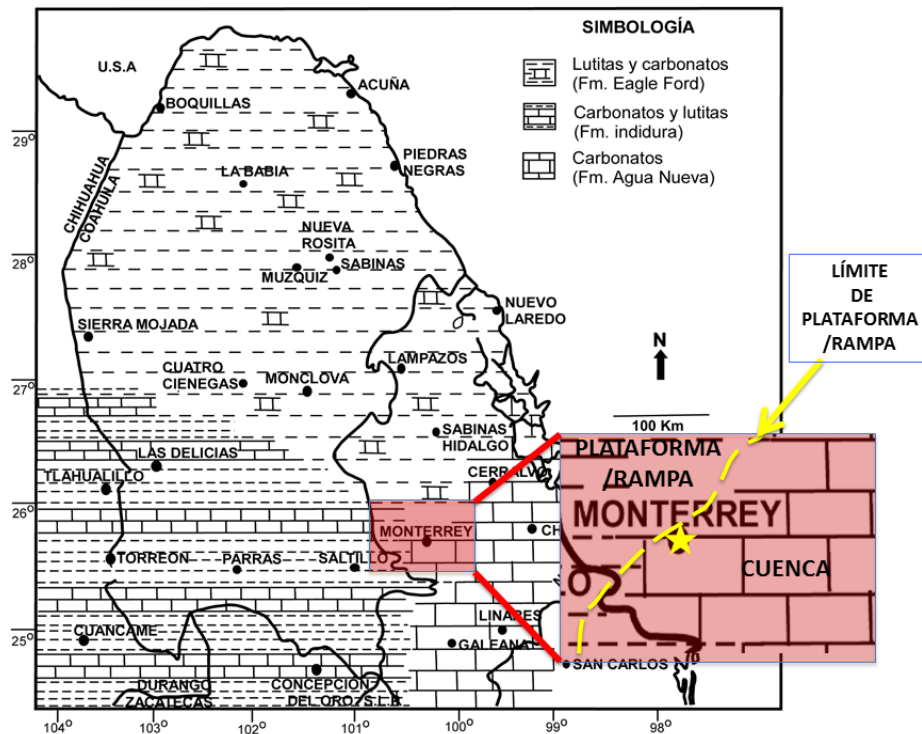 SIMBOLOGÍA
Lutitas y carbonatos
(Fm. Eagle Ford)
Carbonatos y lutitas
(Fm. indidura)
Carbonatos
(Fm. Agua Nueva)
U.S.A
ACUÑA
BOQUILLAS
29°
PIEDRAS
NEGRAS
LA BABIA
CHIHUAHUA
COAHUILA
NUEVA
ROSITA
SABINAS
MUZQUIZ
28°
NUEVO
LAREDO
LÍMITE
DE
PLATAFORMA
/RAMPA
SIERRA MOJADA
N
LAMPAZOS
CUATRO
CIENEGAS
MONCLOVA
27°
100 Km
SABINAS
HIDALGO
LAS DELICIAS
CERRALVO
TLAHUALILLO
PLATAFORMA
/RAMPA
26°
MONTERREY
CH
MONTERREY
TORREON
PARRAS
SALTILLO
CUENCA
O
LINARES
25°
CUANCAME
GALEANA
SAN CARLOS
DURANGO
ZACATECAS
CONCEPCION
DEL ORO, S.L.P.
104°
103°
102°
101°
100°
99°
98°